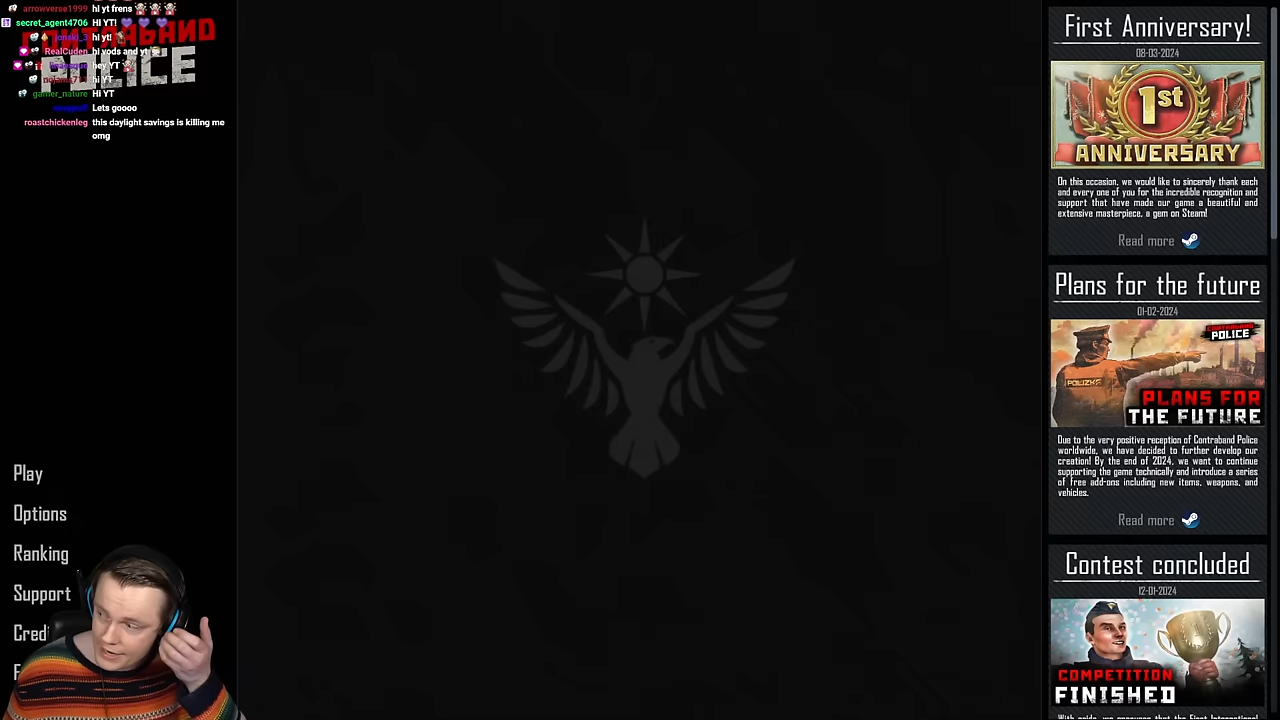 arrowverse1999 hi yt frens
secret_agent4706 HI YT!
hi yt!
RealCuden hi yods and yt
hey YT
hi YT
gamer_nature HI YT
Lets goooo
roastchickenleg this daylight savings is killing me
omg
CONTRABAND
POLICE
Play
Options
Ranking
Support
First Anniversary!
08-03-2024
1st
ANNIVERSARY
On this occasion, we would like to sincerely thank each
and every one of you for the incredible recognition and
support that have made our game a beautiful and
extensive masterpiece, a gem on Steam!
Read more
Plans for the future
01-02-2024
CONTRABAND
POLICE
POLIZKE
PLANS FOR
THE FUTURE
Due to the very positive reception of Contraband Police
worldwide, we have decided to further develop our
creation! By the end of 2024, we want to continue
supporting the game technically and introduce a series
of free add-ons including new items, weapons, and
vehicles.
Read more
Contest concluded
12-01-2024
COMPETITION
FINISHED